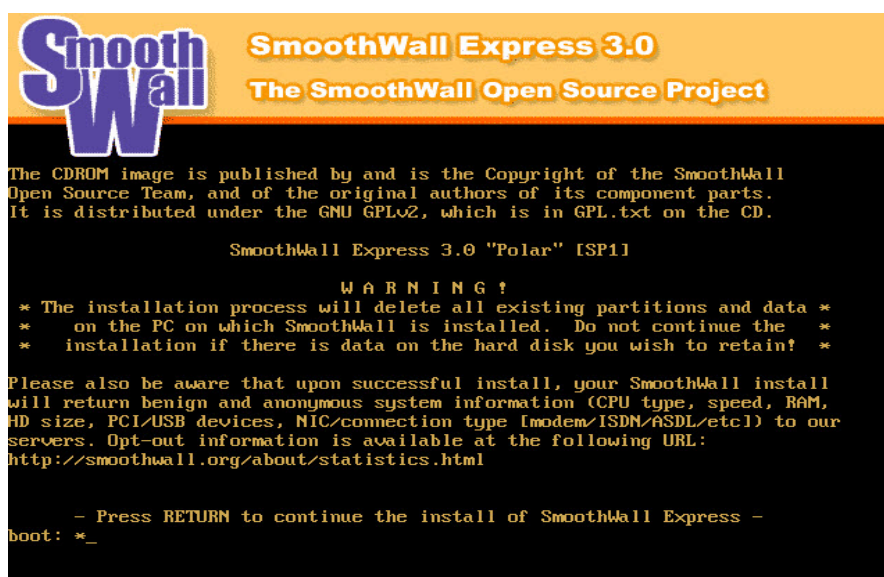 Smooth
Wall
SmoothWall Express 3.0
The SmoothWall Open Source Project
The CDROM image is published by and is the Copyright of the SmoothWall
Open Source Team, and of the original authors of its component parts.
It is distributed under the GNU GPLv2, which is in GPL.txt on the CD.
SmoothWall Express 3.0 "Polar" [SP1]
W A R N I N G !
* The installation process will delete all existing partitions and data *
* on the PC on which SmoothWall is installed. Do not continue the *
* installation if there is data on the hard disk you wish to retain! *
Please also be aware that upon successful install, your SmoothWall install
will return benign and anonymous system information (CPU type, speed, RAM,
HD size, PCI/USB devices, NIC/connection type [modem/ISDN/ASDL/etc]) to our
servers. Opt-out information is available at the following URL:
http://smoothwall.org/about/statistics.html
- Press RETURN to continue the install of SmoothWall Express -
boot: *_